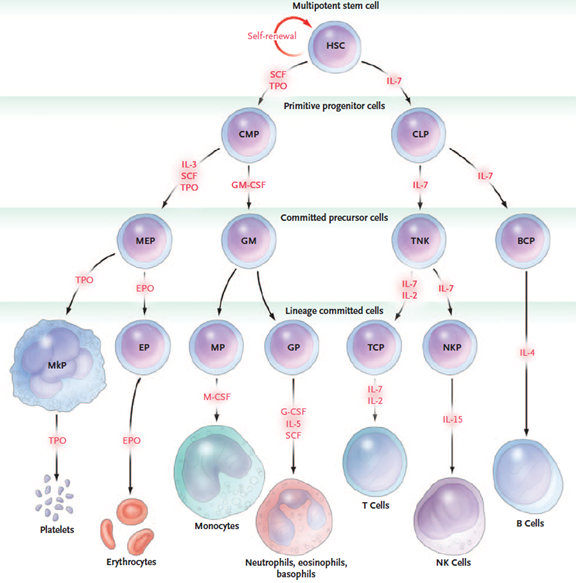 Multipotent stem cell
Self-renewal
HSC
SCF
TPO
IL-7
Primitive progenitor cells
CMP
CLP
IL-3
SCF
TPO
GM-CSF
IL-7
IL-7
Committed precursor cells
MEP
GM
TNK
BCP
TPO
EPO
IL-7
IL-2
IL-7
Lineage committed cells
MkP
EP
MP
GP
TCP
NKP
IL-4
M-CSF
IL-7
IL-2
G-CSF
IL-5
SCF
IL-15
TPO
EPO
Platelets
Erythrocytes
Monocytes
Neutrophils, eosinophils,
basophils
T Cells
NK Cells
B Cells